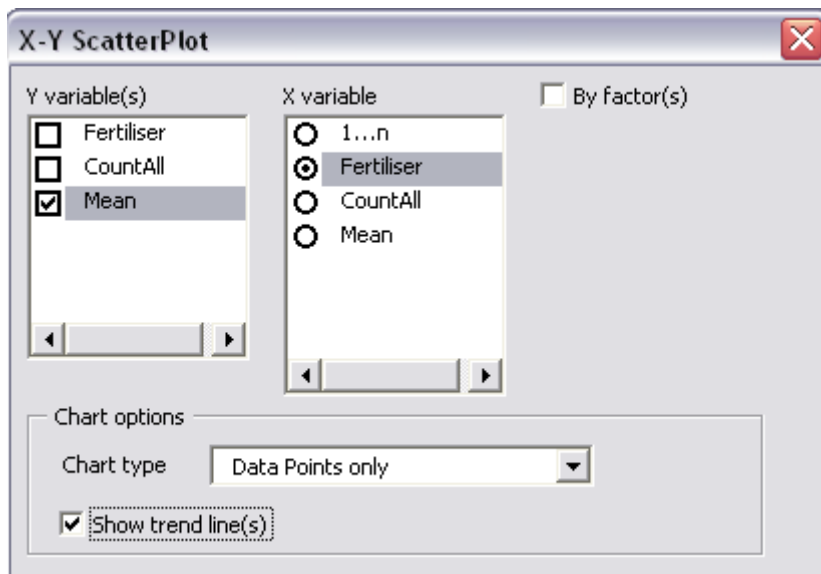 X-Y ScatterPlot
Y variable(s)
Fertiliser
CountAll
Mean
X variable
1...n
Fertiliser
CountAll
Mean
By factor(s)
Chart options
Chart type
Data Points only
Show trend line(s)